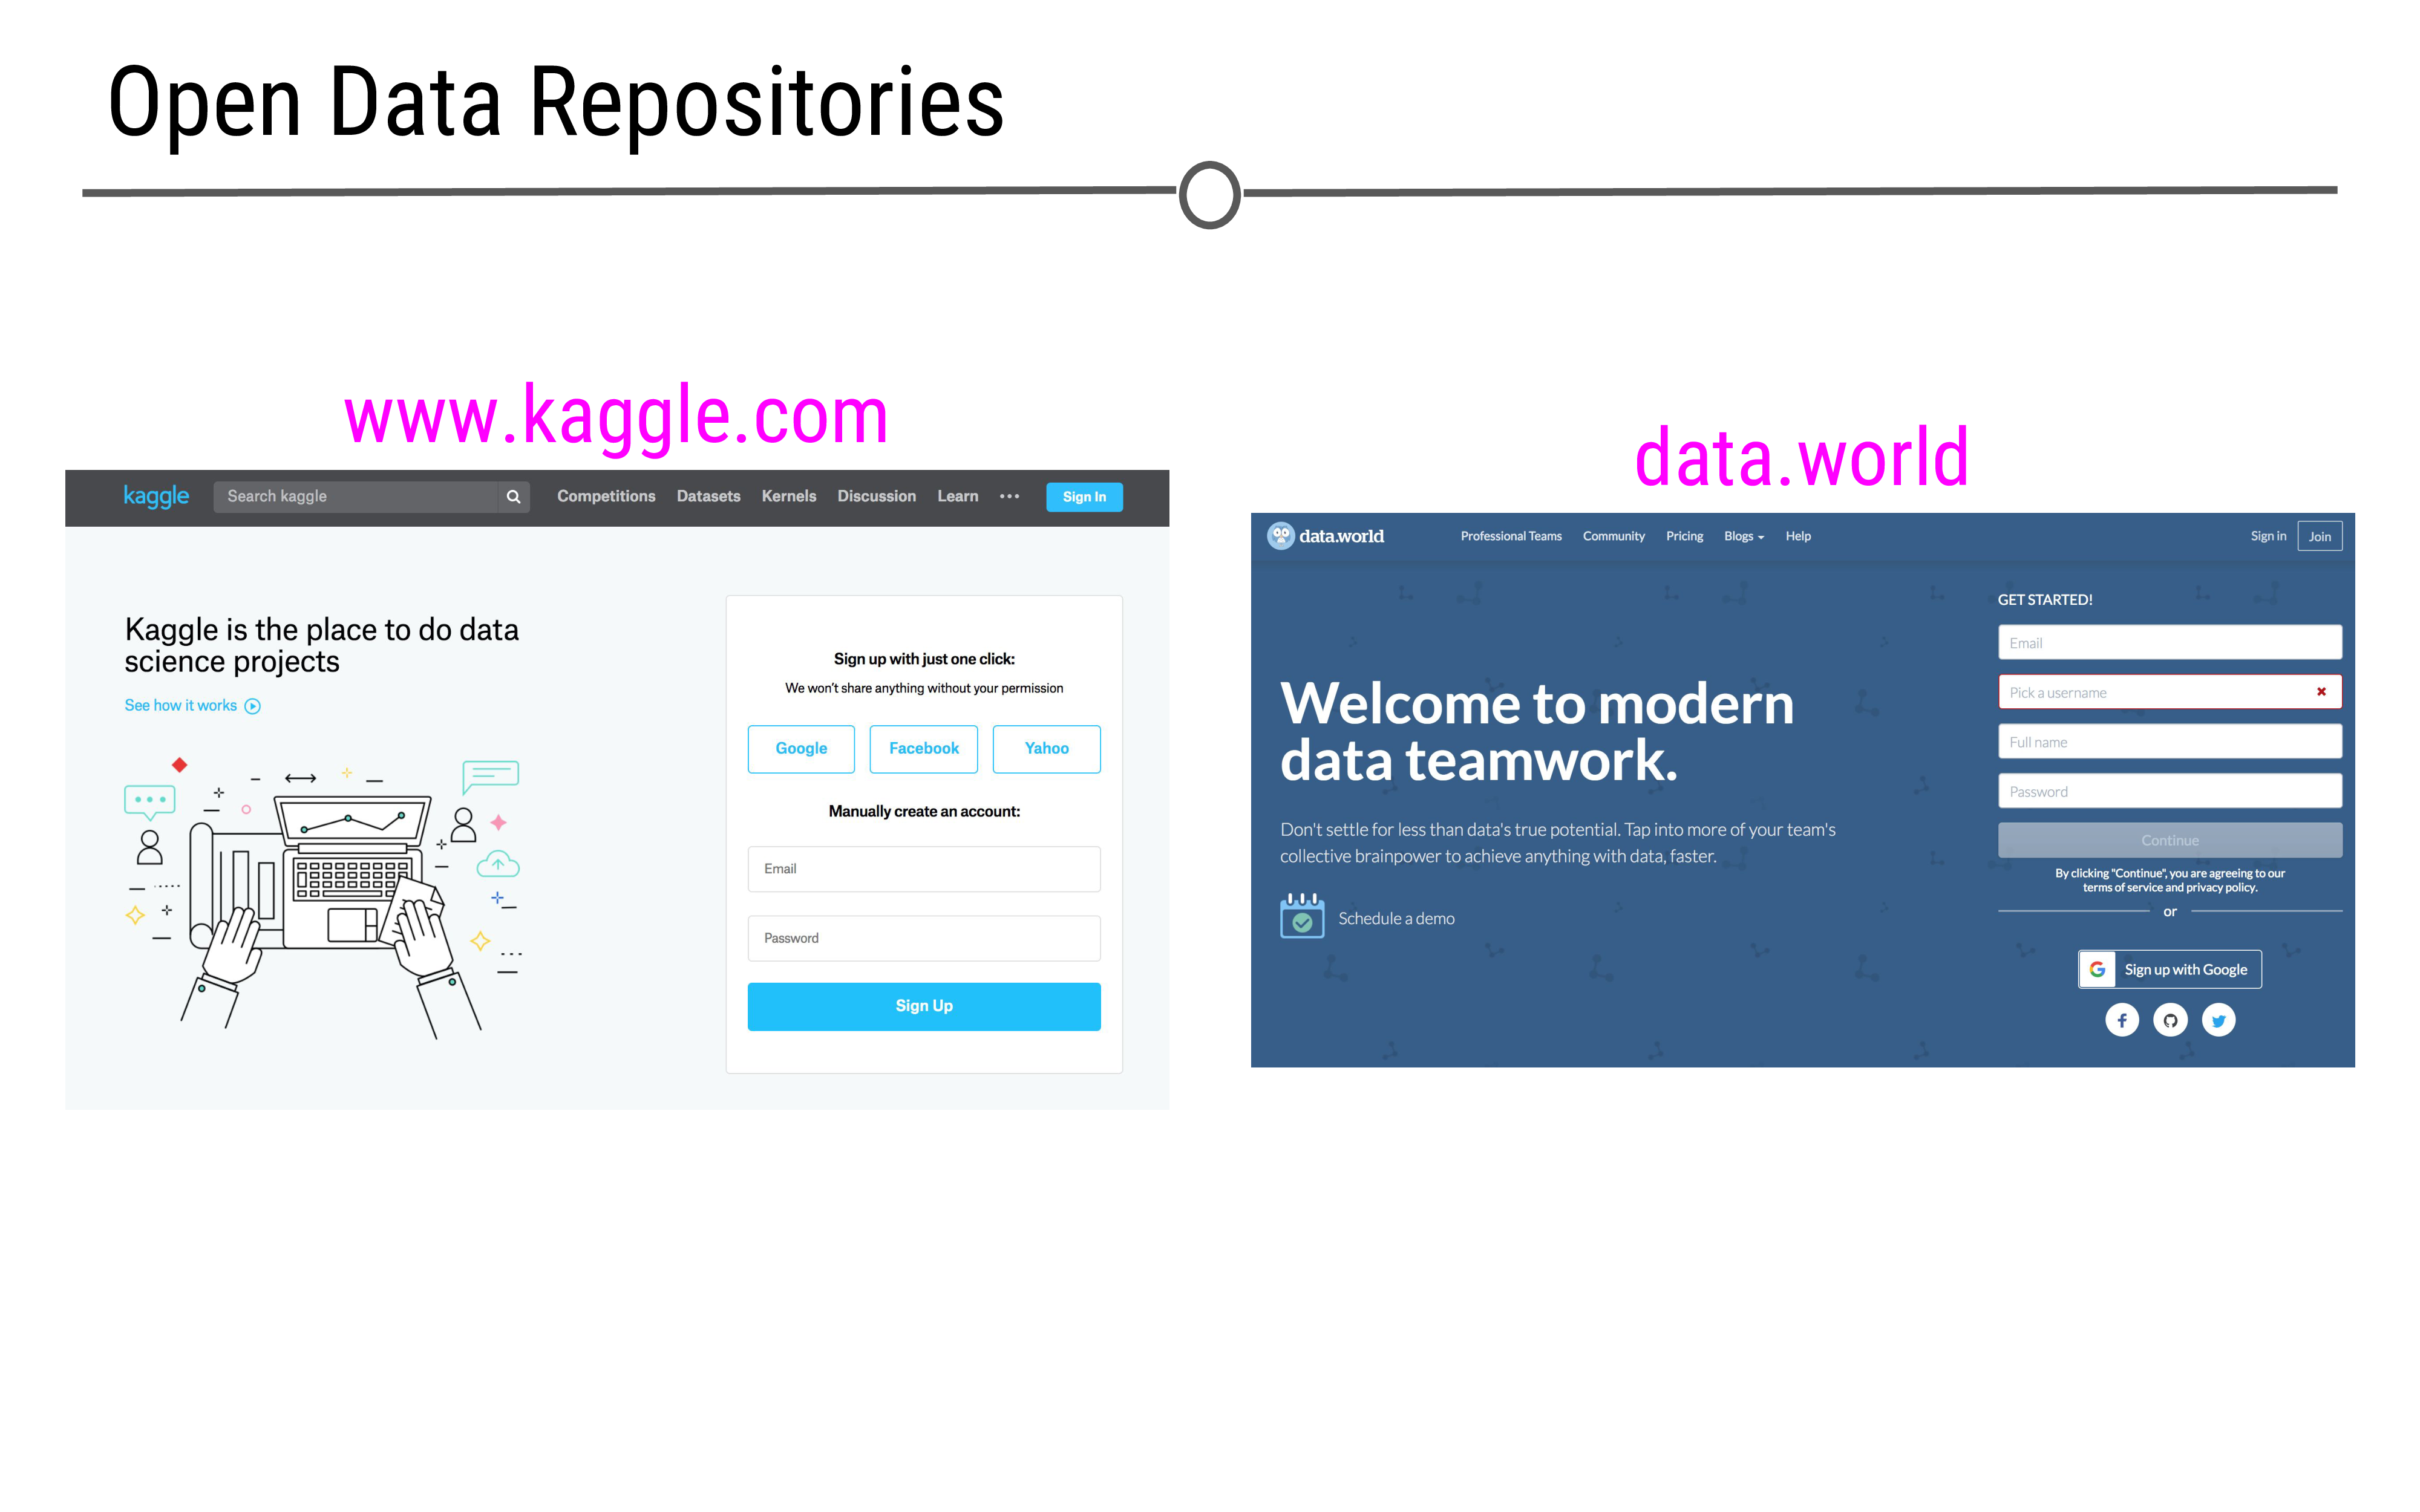 Open Data Repositories
www.kaggle.com
kaggle
Search kaggle
Competitions Datasets Kernels Discussion Learn •••
Sign In
Kaggle is the place to do data
science projects
See how it works
Sign up with just one click:
We won't share anything without your permission
Google Facebook Yahoo
Manually create an account:
Email
Password
Sign Up
data.world
data.world
Professional Teams Community Pricing Blogs Help
Sign in Join
Welcome to modern
data teamwork.
Don't settle for less than data's true potential. Tap into more of your team's
collective brainpower to achieve anything with data, faster.
Schedule a demo
GET STARTED!
Email
Pick a username
Full name
Password
Continue
By clicking "Continue", you are agreeing to our
terms of service and privacy policy.
or
G Sign up with Google